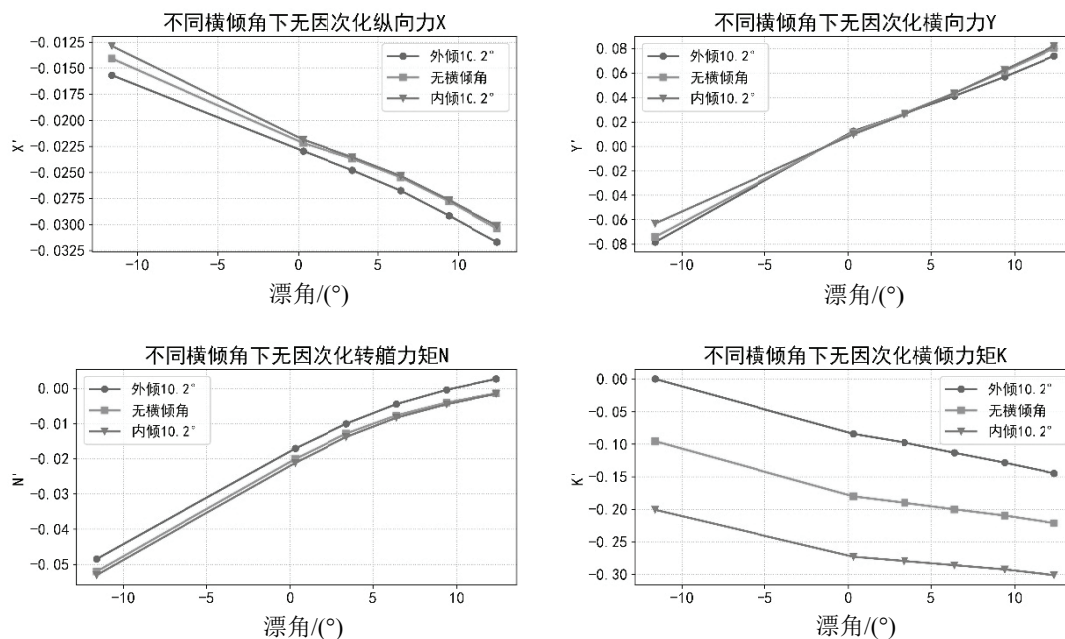 不同横倾角下无因次化纵向力X
-0.0125
-0.0150
-0.0175
-0.0200
-0.0225
-0.0250
-0.0275
-0.0300
-0.0325
X'
外倾10.2°
无横倾角
内倾10.2°
-10 -5 0 5 10
漂角/(°)
不同横倾角下无因次化横向力Y
0.08
0.06
0.04
0.02
0.00
-0.02
-0.04
-0.06
-0.08
Y'
外倾10.2°
无横倾角
内倾10.2°
-10 -5 0 5 10
漂角/(°)
不同横倾角下无因次化转艏力矩N
0.00
-0.01
-0.02
-0.03
-0.04
-0.05
N'
外倾10.2°
无横倾角
内倾10.2°
-10 -5 0 5 10
漂角/(°)
不同横倾角下无因次化横倾力矩K
0.00
-0.05
-0.10
-0.15
-0.20
-0.25
-0.30
K'
外倾10.2°
无横倾角
内倾10.2°
-10 -5 0 5 10
漂角/(°)